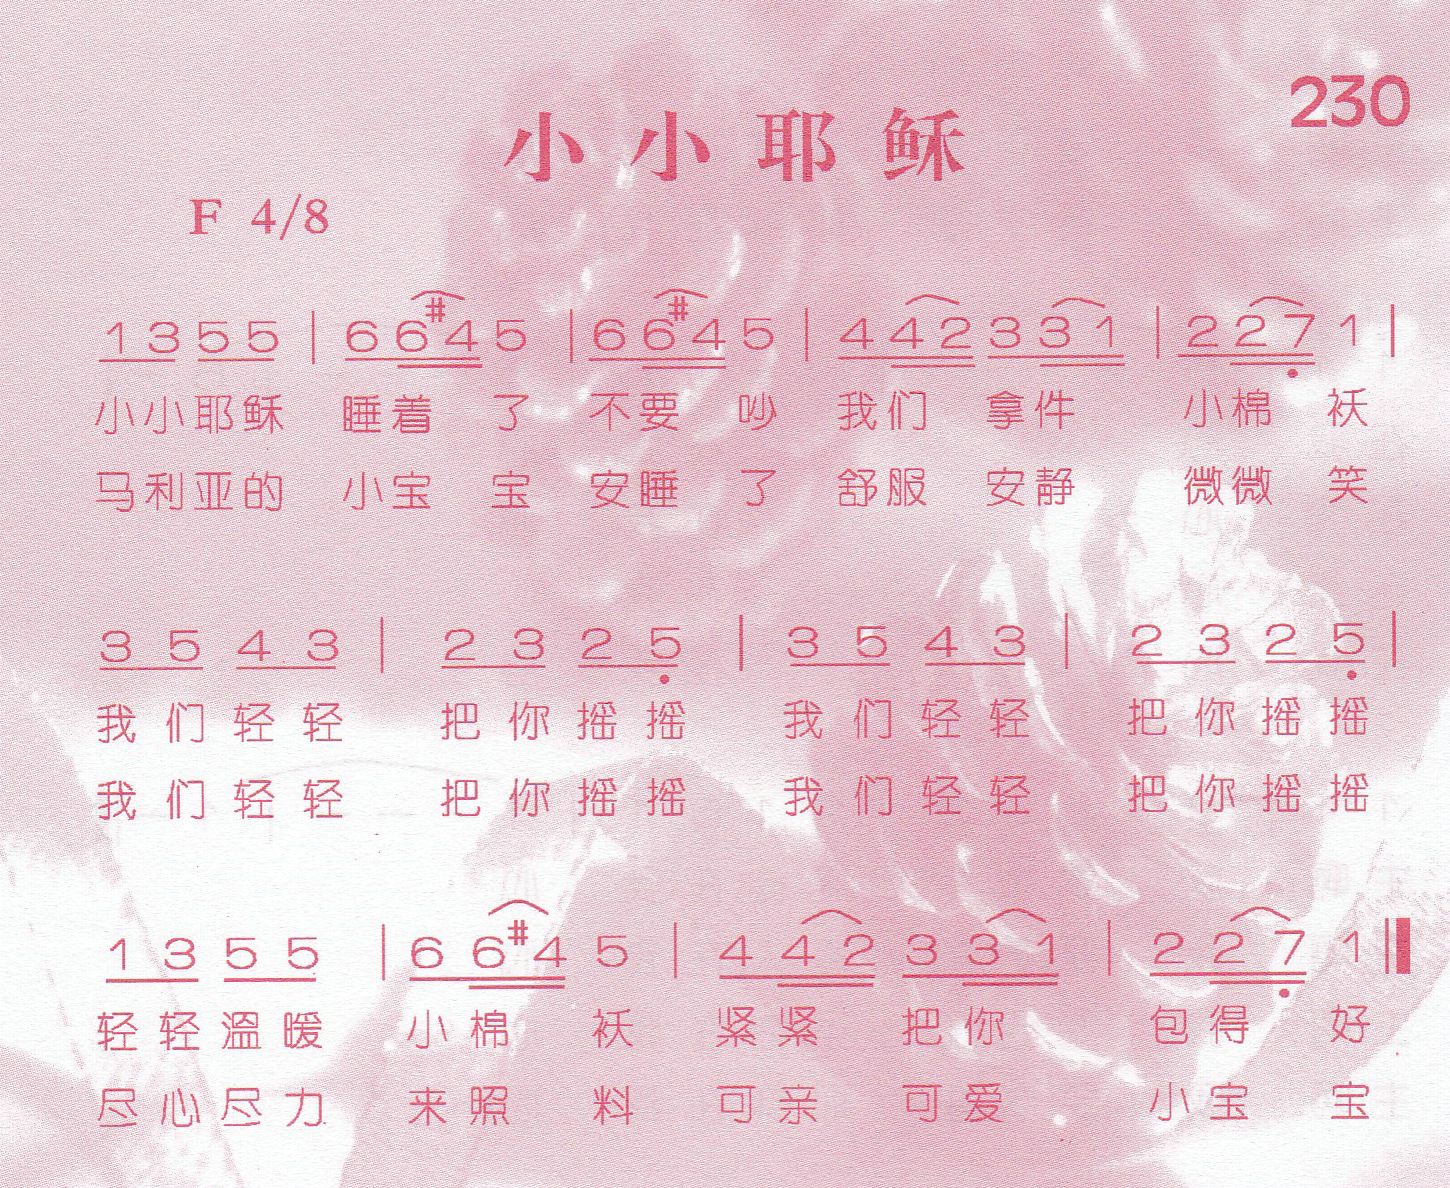 230
小小耶稣
F 4/8
1 3 5 5 | 6 6 #4 5 | 6 6 #4 5 | 4 4 2 3 3 1 | 2 2 7̣ 1 |
小小耶稣 睡着 了 不要 吵 我们 拿件 小棉 袄
马利亚的 小宝 宝 安睡 了 舒服 安静 微微 笑
3 5 4 3 | 2 3 2 5̣ | 3 5 4 3 | 2 3 2 5̣ |
我们轻轻 把你摇摇 我们轻轻 把你摇摇
我们轻轻 把你摇摇 我们轻轻 把你摇摇
1 3 5 5 | 6 6 #4 5 | 4 4 2 3 3 1 | 2 2 7̣ 1 ‖
轻轻溫暖 小棉 袄 紧紧 把你 包得 好
尽心尽力 来照 料 可亲 可爱 小宝 宝